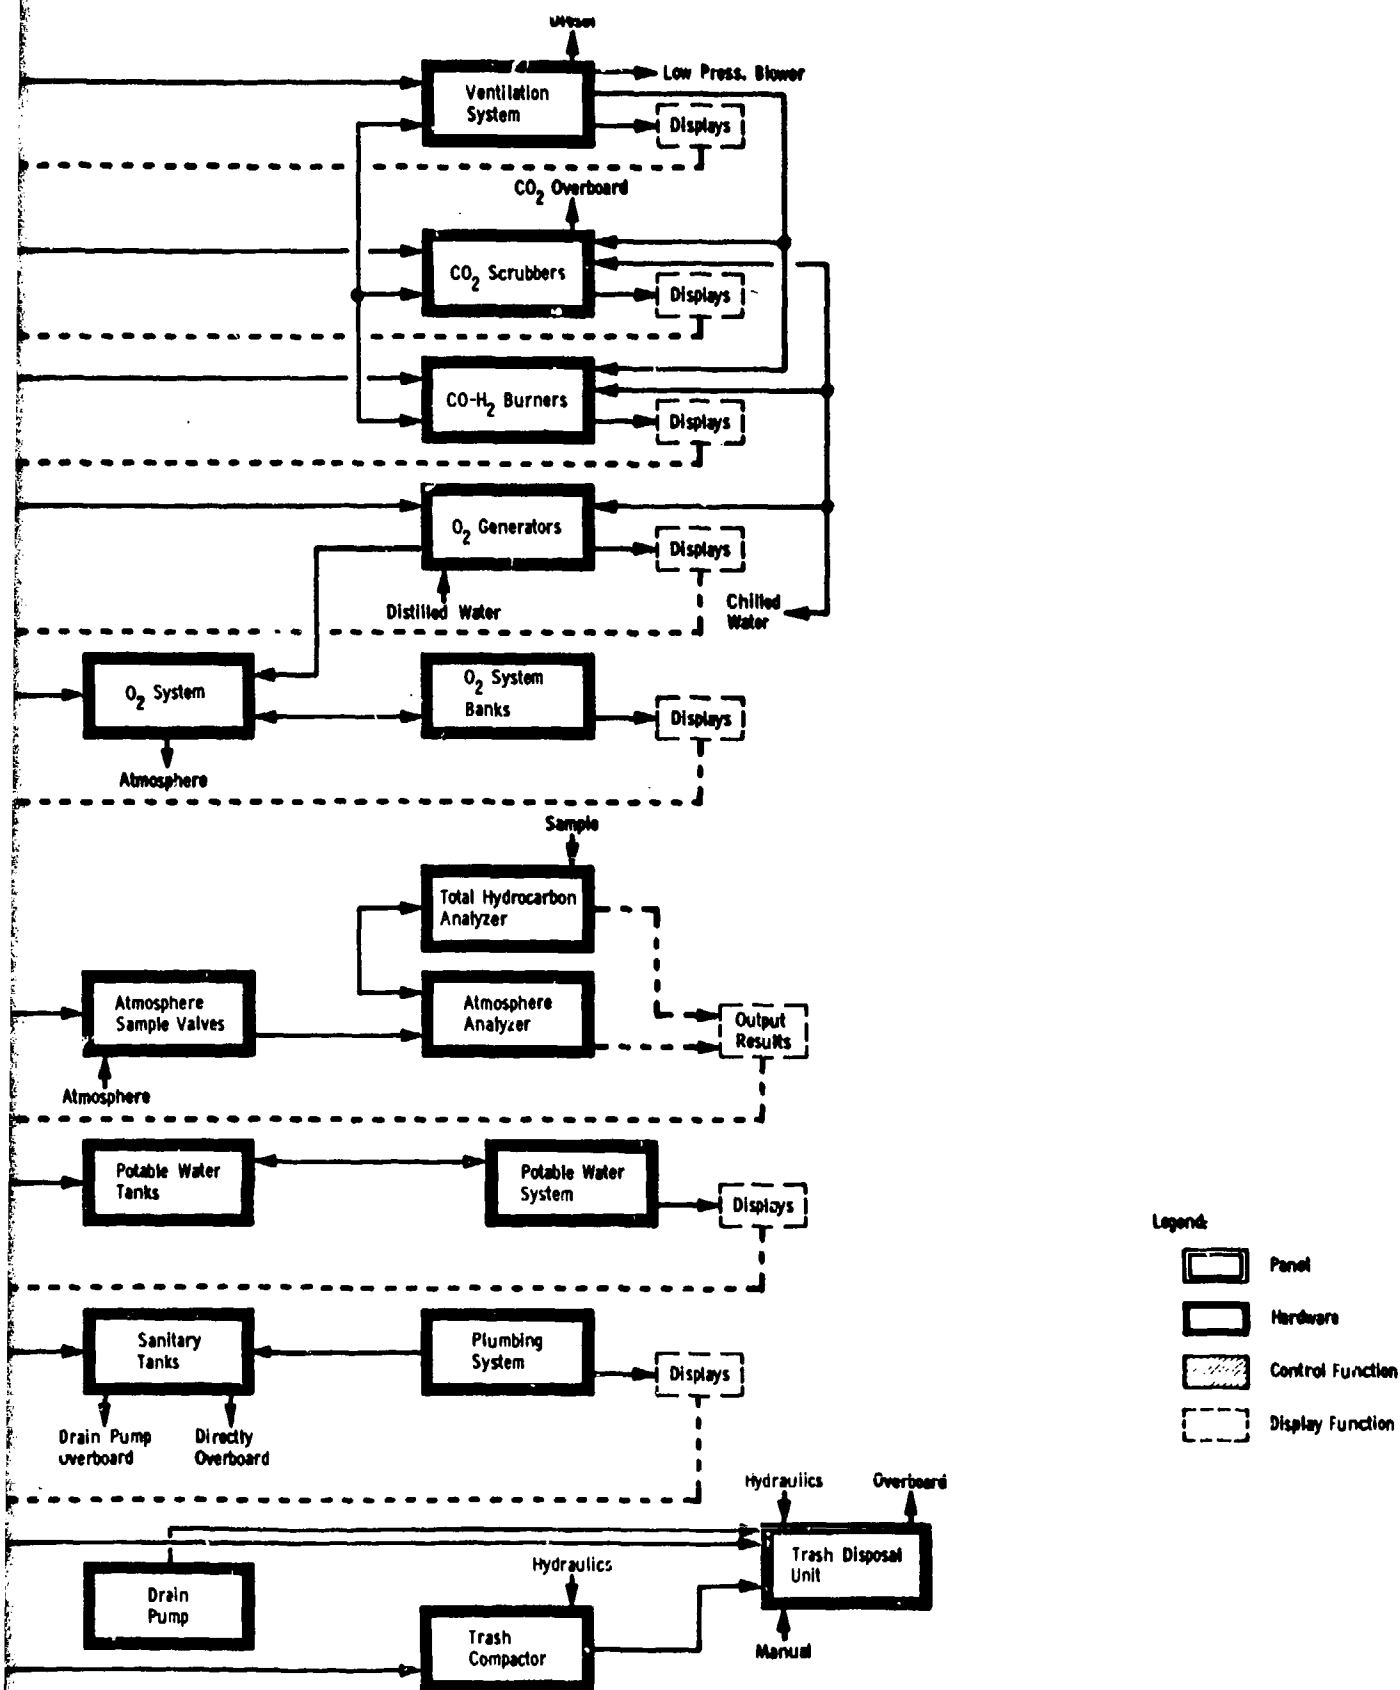 Low Press. Blower
Ventilation
System
Displays
CO2 Overboard
CO2 Scrubbers
Displays
CO-H2 Burners
Displays
O2 Generators
Displays
Distilled Water
Chilled
Water
O2 System
O2 System
Banks
Displays
Atmosphere
Sample
Total Hydrocarbon
Analyzer
Atmosphere
Sample Valves
Atmosphere
Analyzer
Output
Results
Atmosphere
Potable Water
Tanks
Potable Water
System
Displays
Legend:
Panel
Hardware
Control Function
Display Function
Sanitary
Tanks
Plumbing
System
Displays
Drain Pump
overboard
Directly
Overboard
Hydraulics
Overboard
Trash Disposal
Unit
Hydraulics
Drain
Pump
Trash
Compactor
Manual